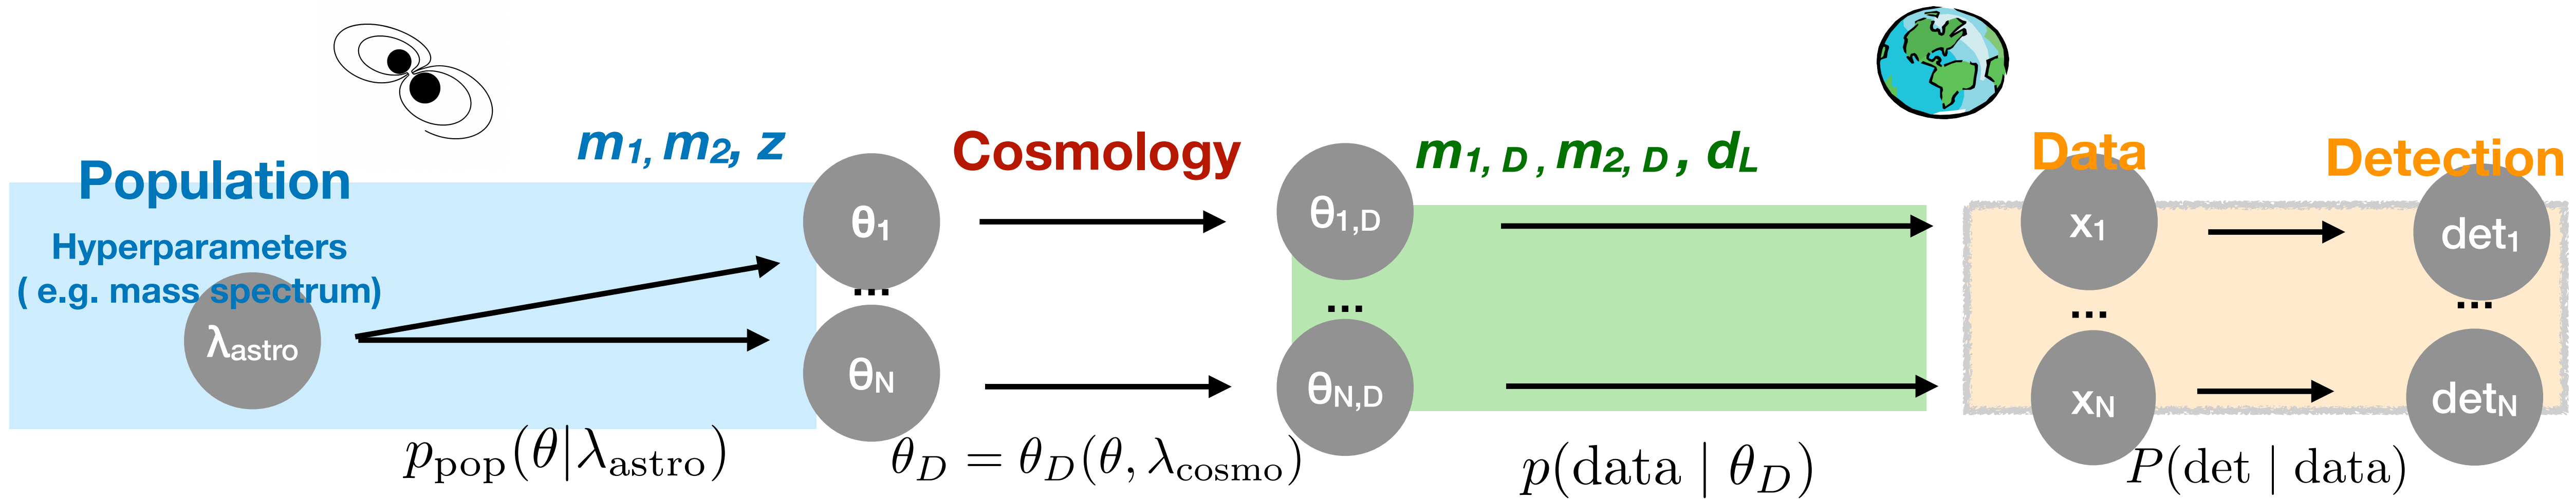 Population
Hyperparameters
( e.g. mass spectrum)
λastro
m1, m2, z
θ1
...
θN
Cosmology
θ1,D
...
θN,D
m1, D , m2, D , dL
Data
x1
...
xN
Detection
det1
...
detN
ppop(θ|λastro)
θD = θD(θ, λcosmo)
p(data | θD)
P(det | data)